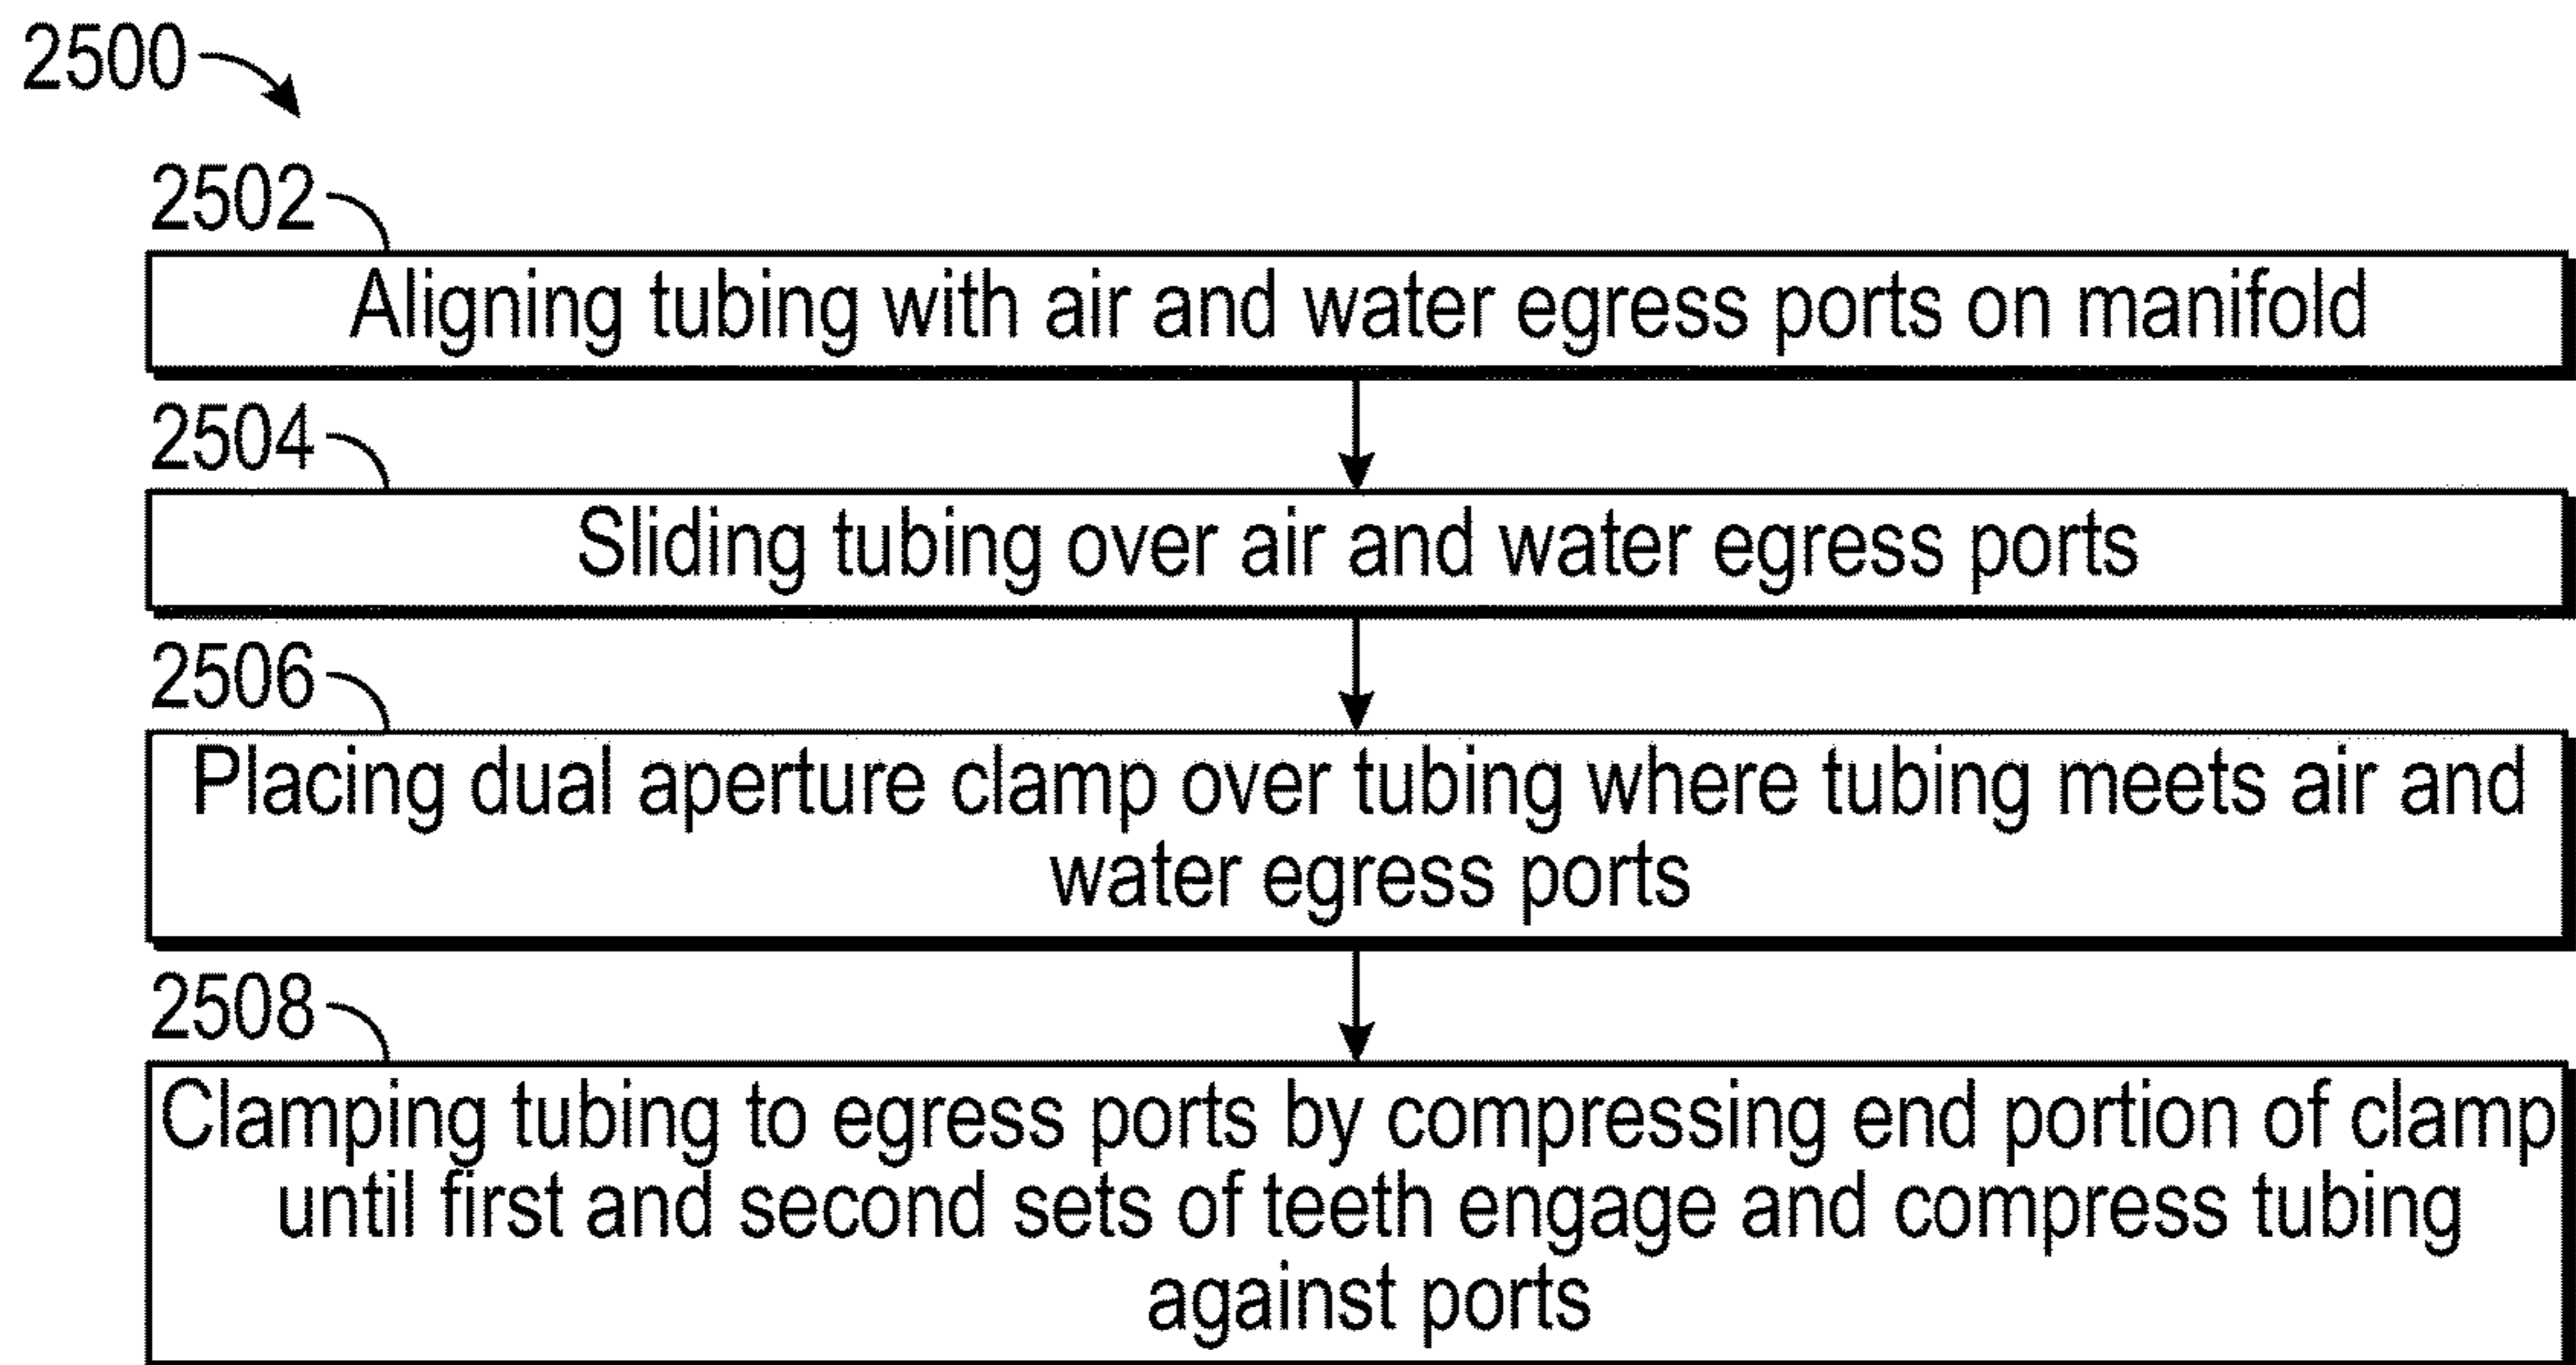 2500
2502
Aligning tubing with air and water egress ports on manifold
2504
Sliding tubing over air and water egress ports
2506
Placing dual aperture clamp over tubing where tubing meets air and
water egress ports
2508
Clamping tubing to egress ports by compressing end portion of clamp
until first and second sets of teeth engage and compress tubing
against ports